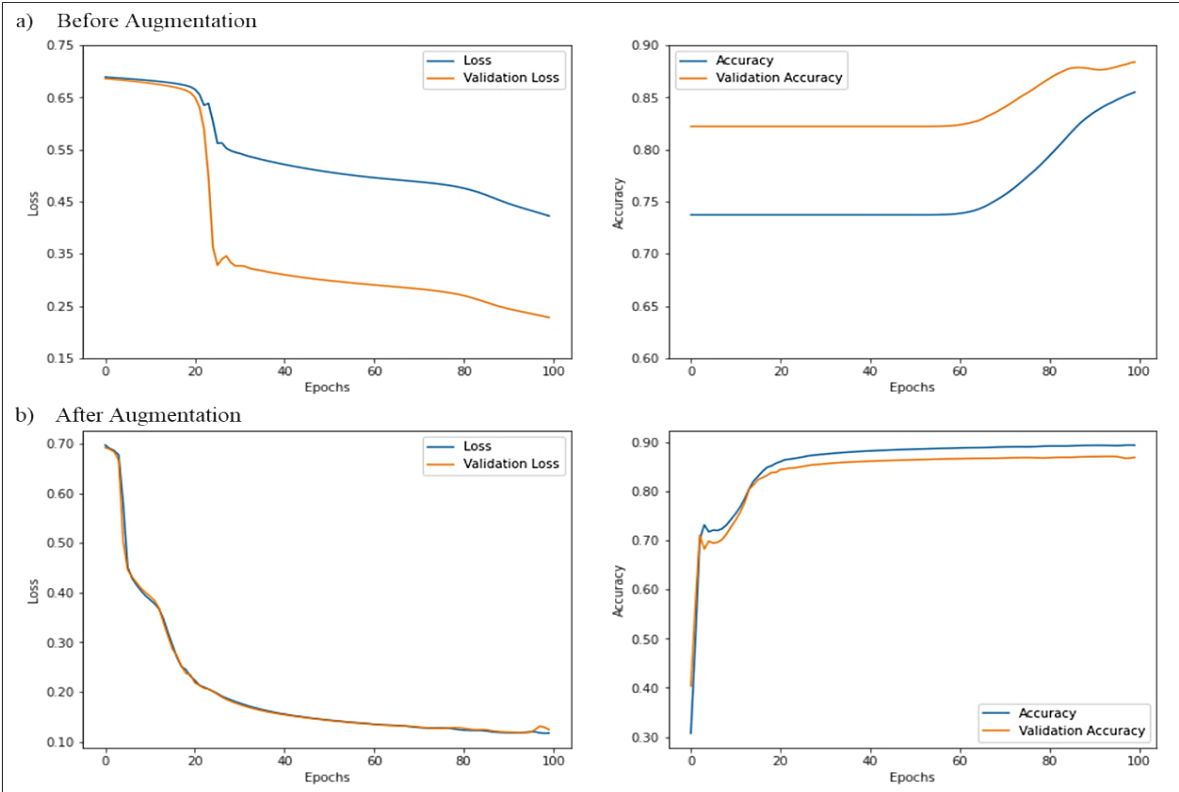 a) Before Augmentation
0.75
0.65
0.55
0.45
0.35
0.25
0.15
Loss
Loss
Validation Loss
0 20 40 60 80 100
Epochs
0.90
0.85
0.80
0.75
0.70
0.65
0.60
Accuracy
Accuracy
Validation Accuracy
0 20 40 60 80 100
Epochs
b) After Augmentation
0.70
0.60
0.50
0.40
0.30
0.20
0.10
Loss
Loss
Validation Loss
0 20 40 60 80 100
Epochs
0.90
0.80
0.70
0.60
0.50
0.40
0.30
Accuracy
Accuracy
Validation Accuracy
0 20 40 60 80 100
Epochs